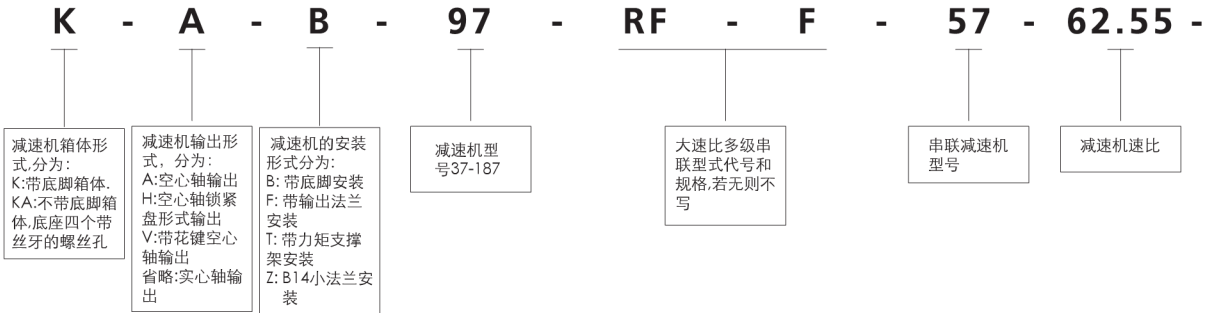 K - A - B - 97 - RF - F - 57 - 62.55 -
减速机箱体形
式,分为:
K:带底脚箱体.
KA:不带底脚箱
体,底座四个带
丝牙的螺丝孔
减速机输出形
式，分为:
A:空心轴输出
H:空心轴锁紧
盘形式输出
V:带花键空心
轴输出
省略:实心轴输
出
减速机的安装
形式分为:
B: 带底脚安装
F: 带输出法兰
安装
T: 带力矩支撑
架安装
Z: B14小法兰安
装
减速机型
号37-187
大速比多级串
联型式代号和
规格,若无则不
写
串联减速机
型号
减速机速比